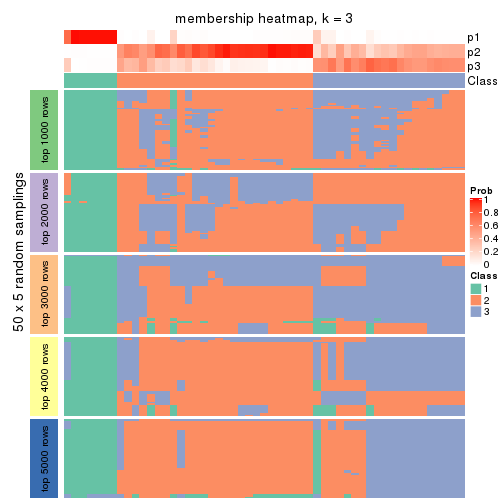 membership heatmap, k = 3
p1
p2
p3
Class
50 x 5 random samplings
top 1000 rows
top 2000 rows
top 3000 rows
top 4000 rows
top 5000 rows
Prob
1
0.8
0.6
0.4
0.2
0
Class
1
2
3